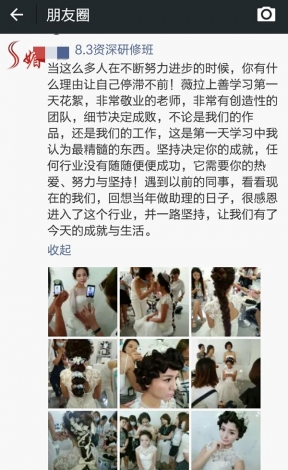 朋友圈
8.3资深研修班
当这么多人在不断努力进步的时候，你有什
么理由让自己停滞不前！薇拉上善学习第一
天花絮，非常敬业的老师，非常有创造性的
团队，细节决定成败，不论是我们的作
品，还是我们的工作，这是第一天学习中我
认为最精髓的东西。坚持决定你的成就，任
何行业没有随随便便成功，它需要你的热
爱、努力与坚持！遇到以前的同事，看看现
在的我们，回想当年做助理的日子，很感恩
进入了这个行业，并一路坚持，让我们有了
今天的成就与生活。
收起